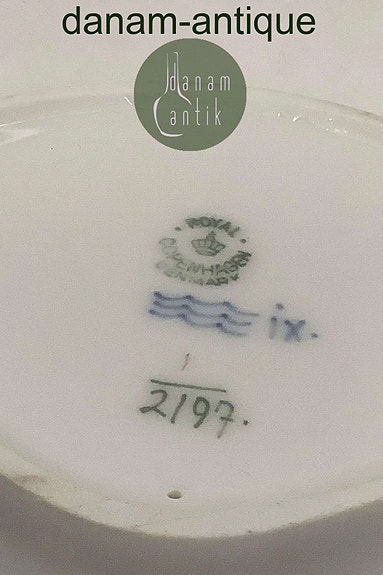 danam-antique
danam
antik
ROYAL
COPENHAGEN
DENMARK
ix.
1
2197.